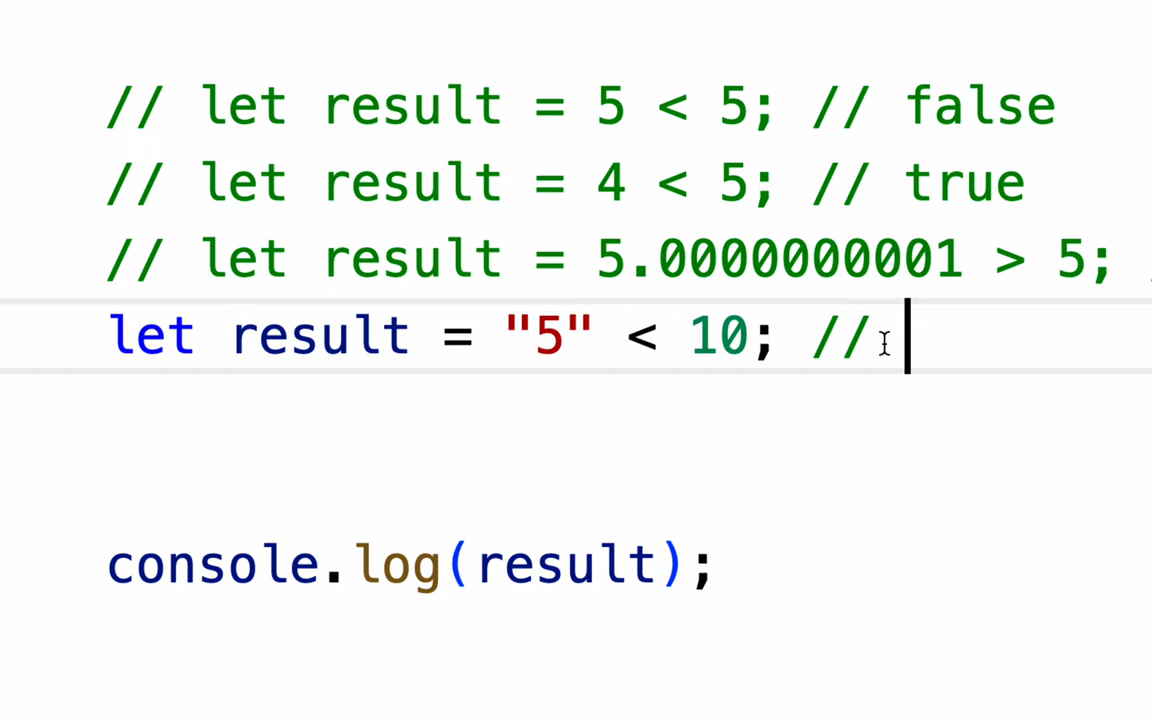 // let result = 5 < 5; // false
// let result = 4 < 5; // true
// let result = 5.0000000001 > 5;
let result = "5" < 10; //
console.log(result);